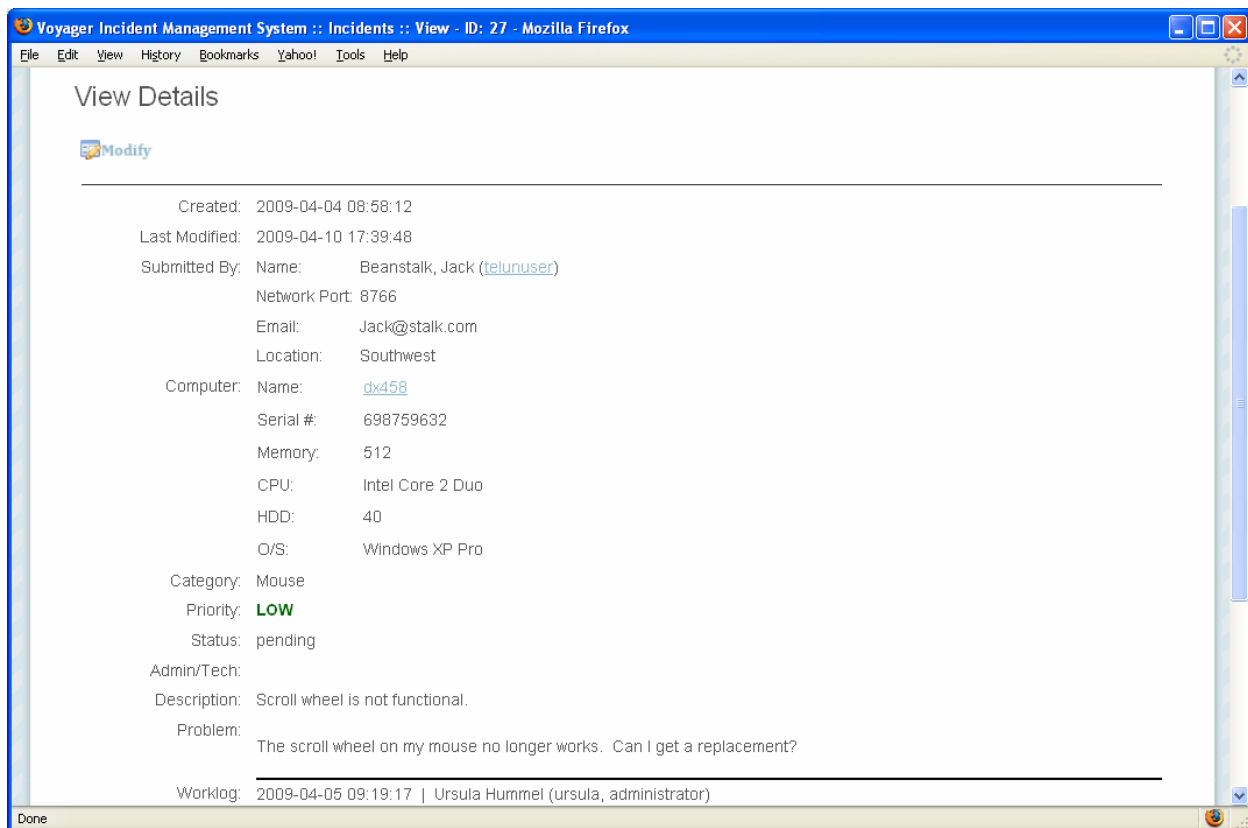 Voyager Incident Management System :: Incidents :: View - ID: 27 - Mozilla Firefox
File Edit View History Bookmarks Yahoo! Tools Help
View Details
Modify
Created: 2009-04-04 08:58:12
Last Modified: 2009-04-10 17:39:48
Submitted By: Name: Beanstalk, Jack (telunuser)
Network Port: 8766
Email: Jack@stalk.com
Location: Southwest
Computer: Name: dx458
Serial #: 698759632
Memory: 512
CPU: Intel Core 2 Duo
HDD: 40
O/S: Windows XP Pro
Category: Mouse
Priority: LOW
Status: pending
Admin/Tech:
Description: Scroll wheel is not functional.
Problem:
The scroll wheel on my mouse no longer works. Can I get a replacement?
Worklog: 2009-04-05 09:19:17 | Ursula Hummel (ursula, administrator)
Done